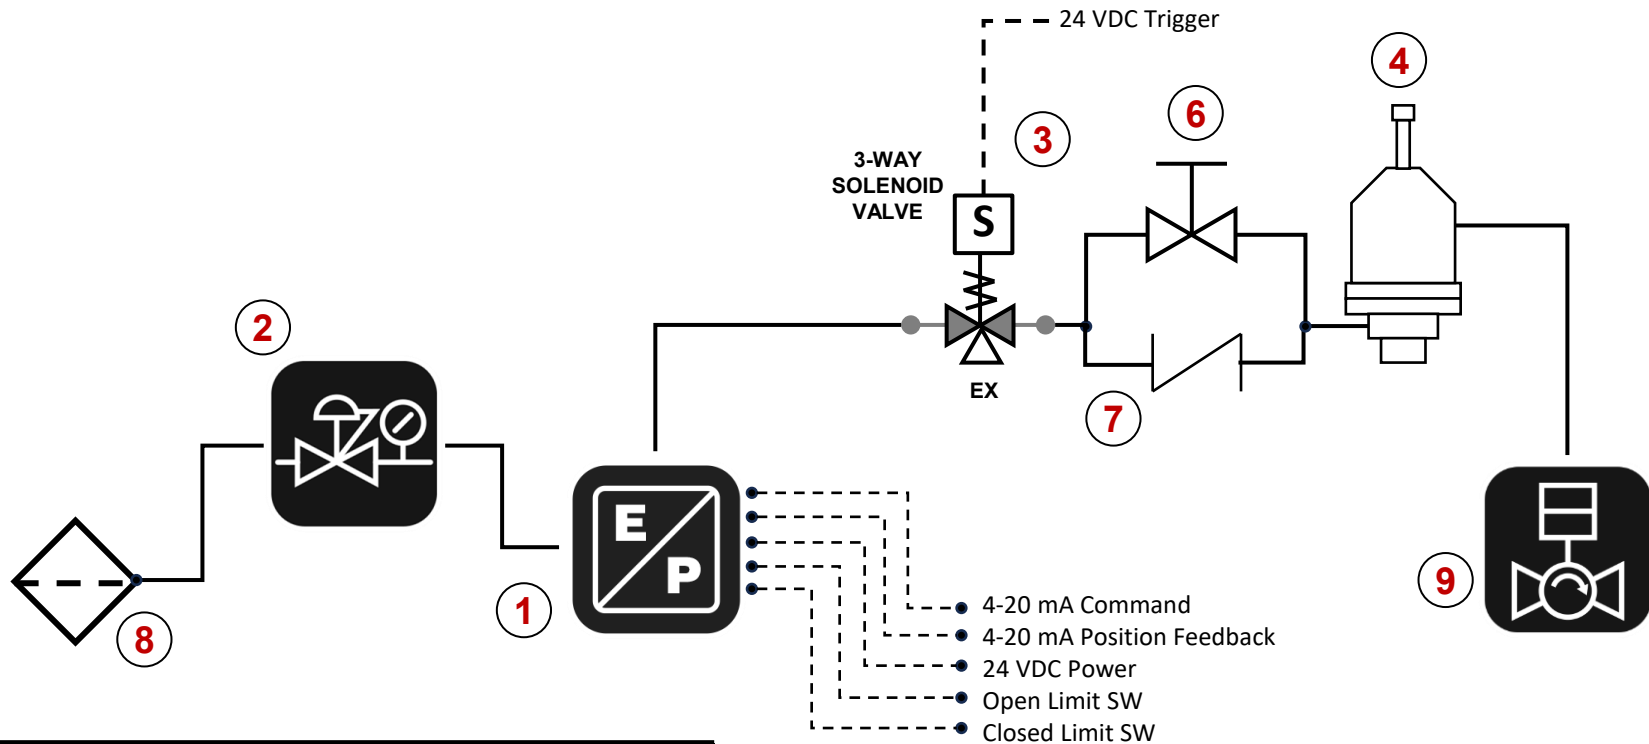 24 VDC Trigger
4
6
3
3-WAY
SOLENOID
VALVE
S
2
EX
7
E
P
1
8
9
4-20 mA Command
4-20 mA Position Feedback
24 VDC Power
Open Limit SW
Closed Limit SW